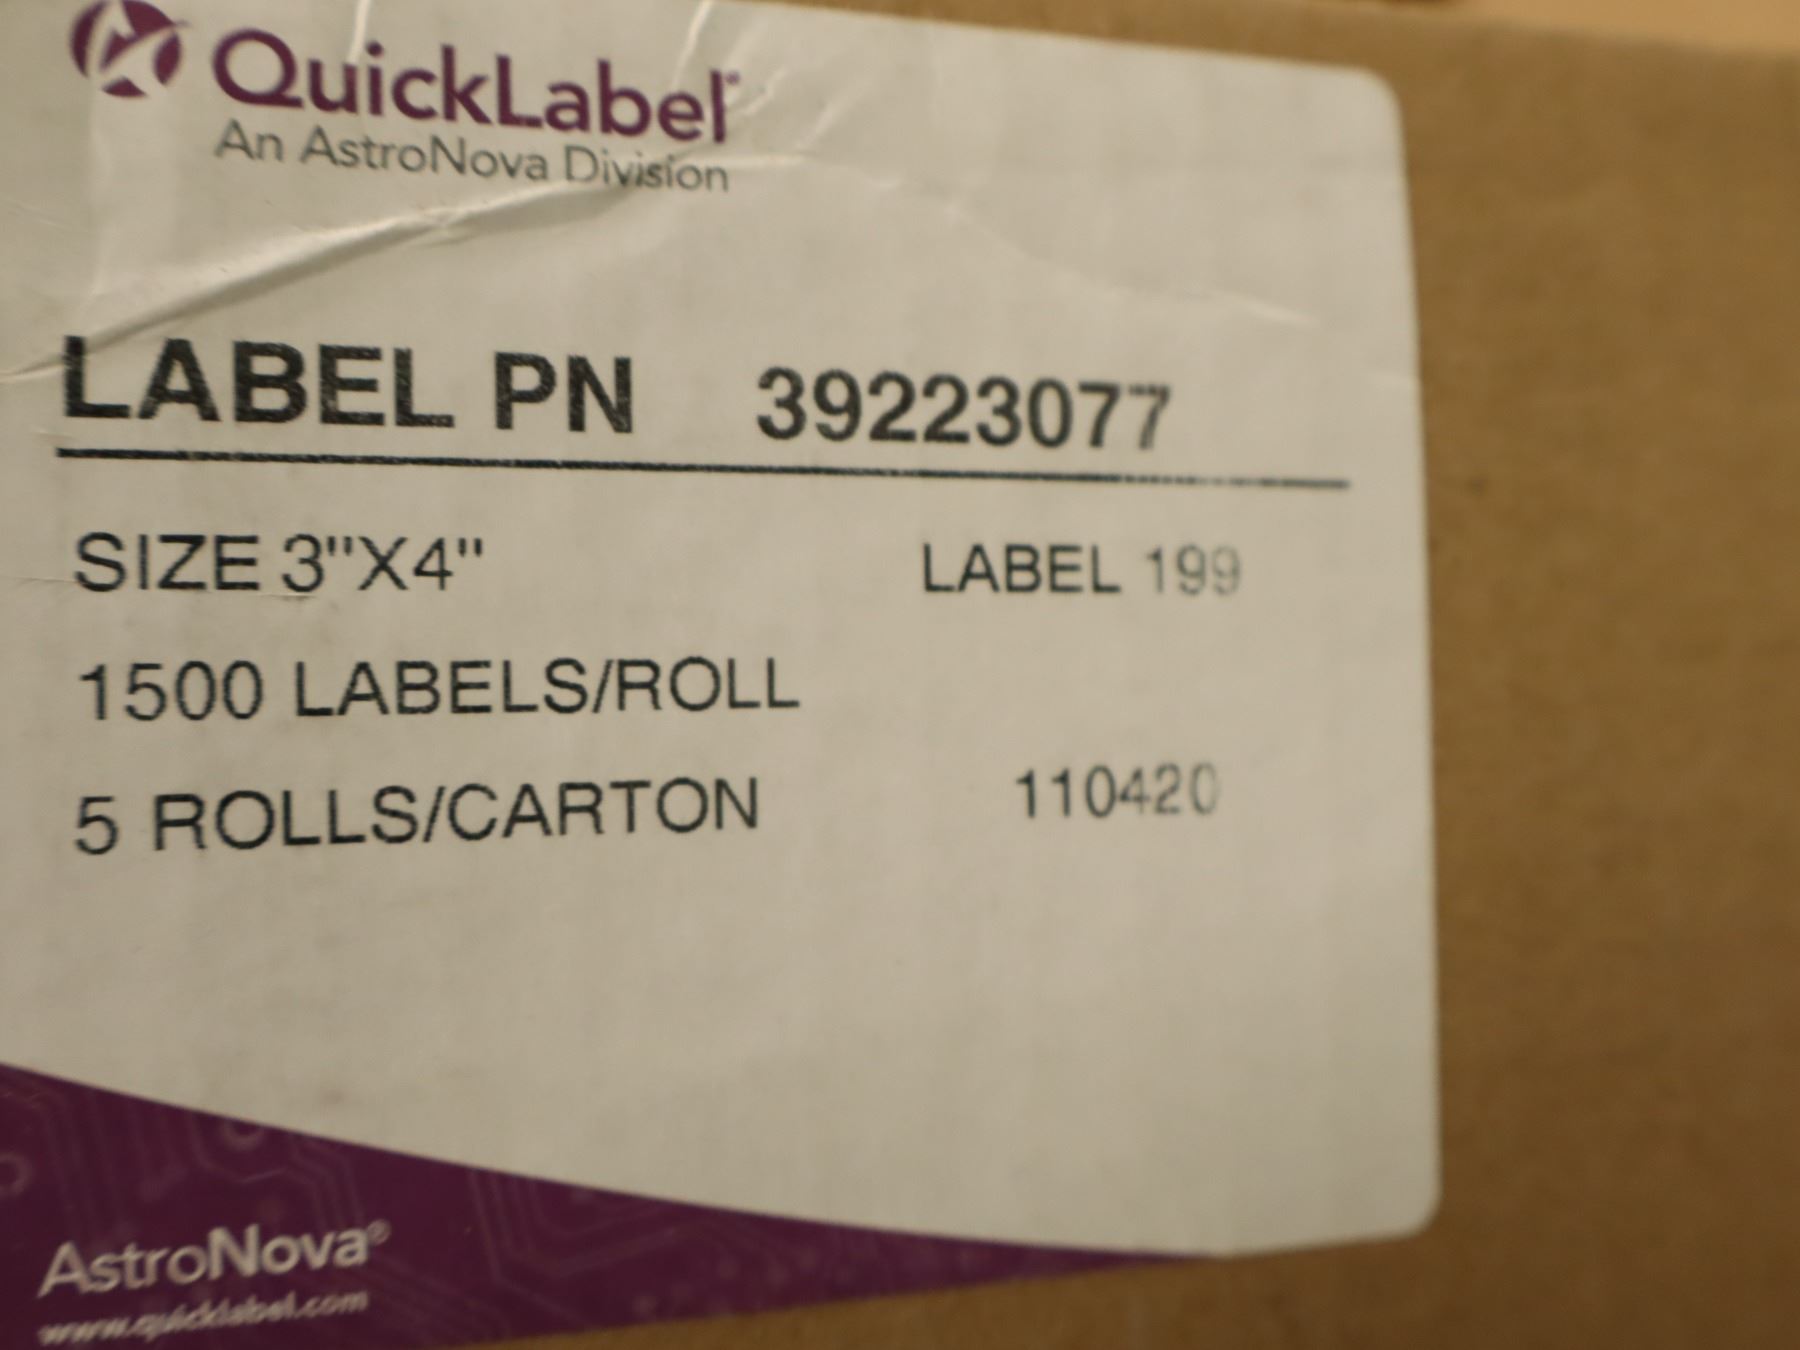 QuickLabel®
An AstroNova Division
LABEL PN 39223077
SIZE 3"X4" LABEL 199
1500 LABELS/ROLL
5 ROLLS/CARTON 110420
AstroNova®
www.quicklabel.com